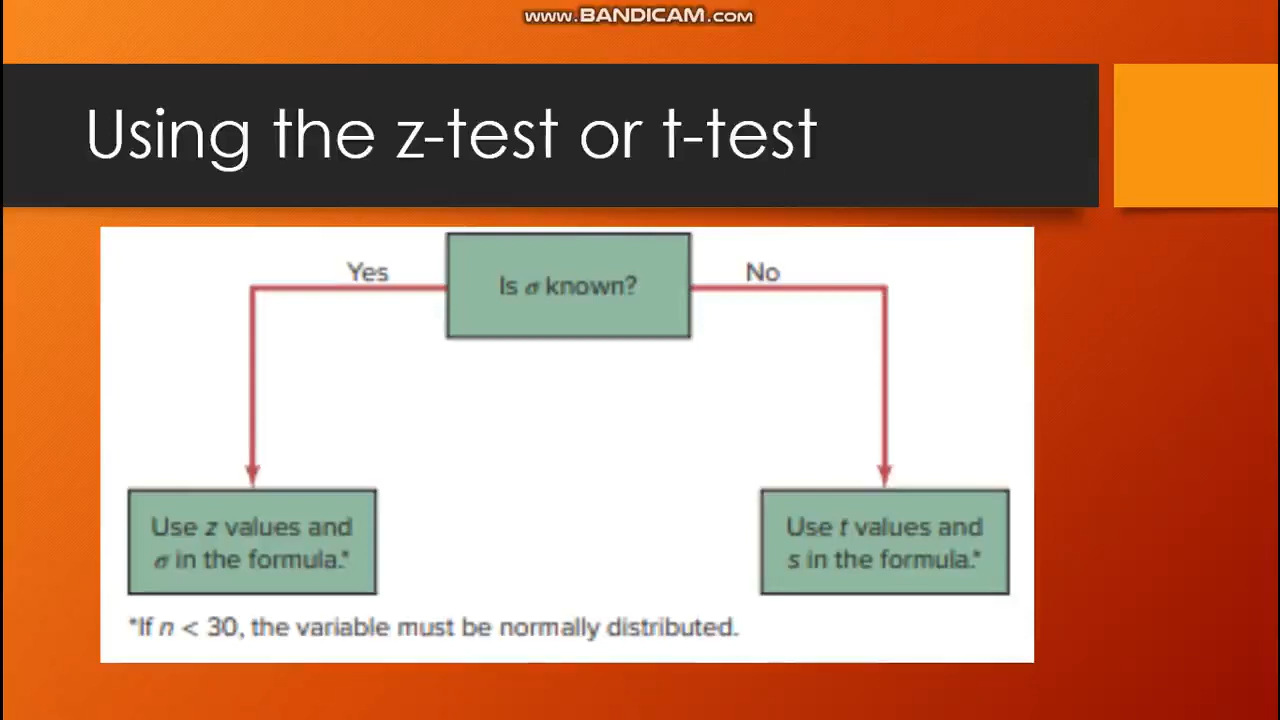 www.BANDICAM.com
Using the z-test or t-test
Yes
Is σ known?
No
Use z values and
σ in the formula.*
Use t values and
s in the formula.*
*If n < 30, the variable must be normally distributed.